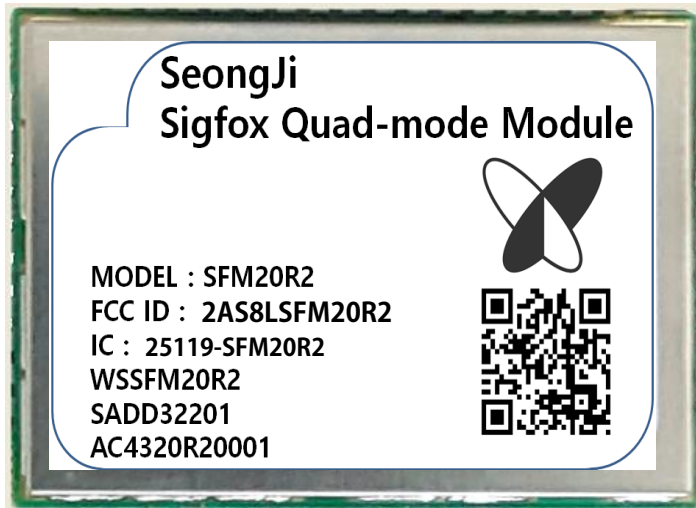 SeongJi
Sigfox Quad-mode Module
MODEL : SFM20R2
FCC ID : 2AS8LSFM20R2
IC : 25119-SFM20R2
WSSFM20R2
SADD32201
AC4320R20001